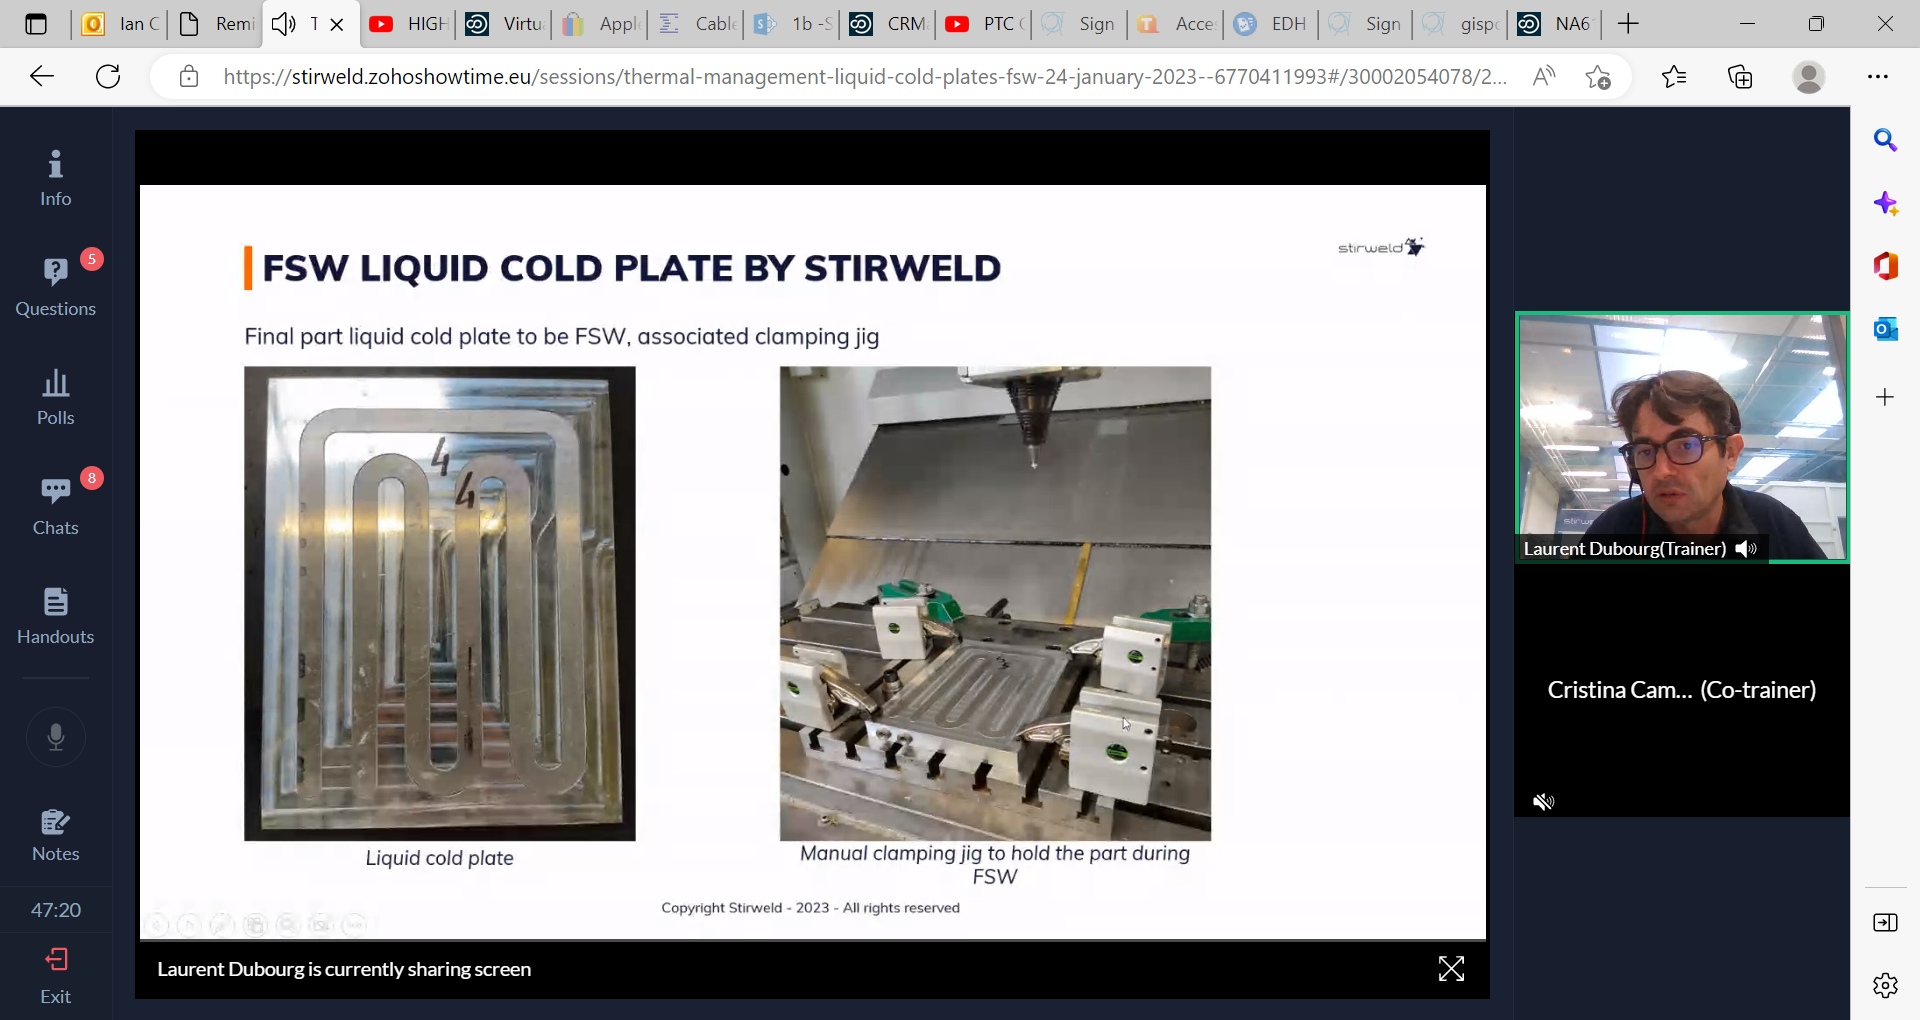 Ian C
Remi
T
HIGH
Virtu
Appl
Cabl
1b -S
CRM
PTC
Sign
Acce
EDH
Sign
gisp
NA6
https://stirweld.zohoshowtime.eu/sessions/thermal-management-liquid-cold-plates-fsw-24-january-2023--6770411993#/30002054078/2...
Info
5
Questions
Polls
8
Chats
Handouts
Notes
47:20
Exit
stirweld
FSW LIQUID COLD PLATE BY STIRWELD
Final part liquid cold plate to be FSW, associated clamping jig
4
4
Liquid cold plate
Manual clamping jig to hold the part during
FSW
Copyright Stirweld - 2023 - All rights reserved
Laurent Dubourg is currently sharing screen
Laurent Dubourg(Trainer)
Cristina Cam... (Co-trainer)